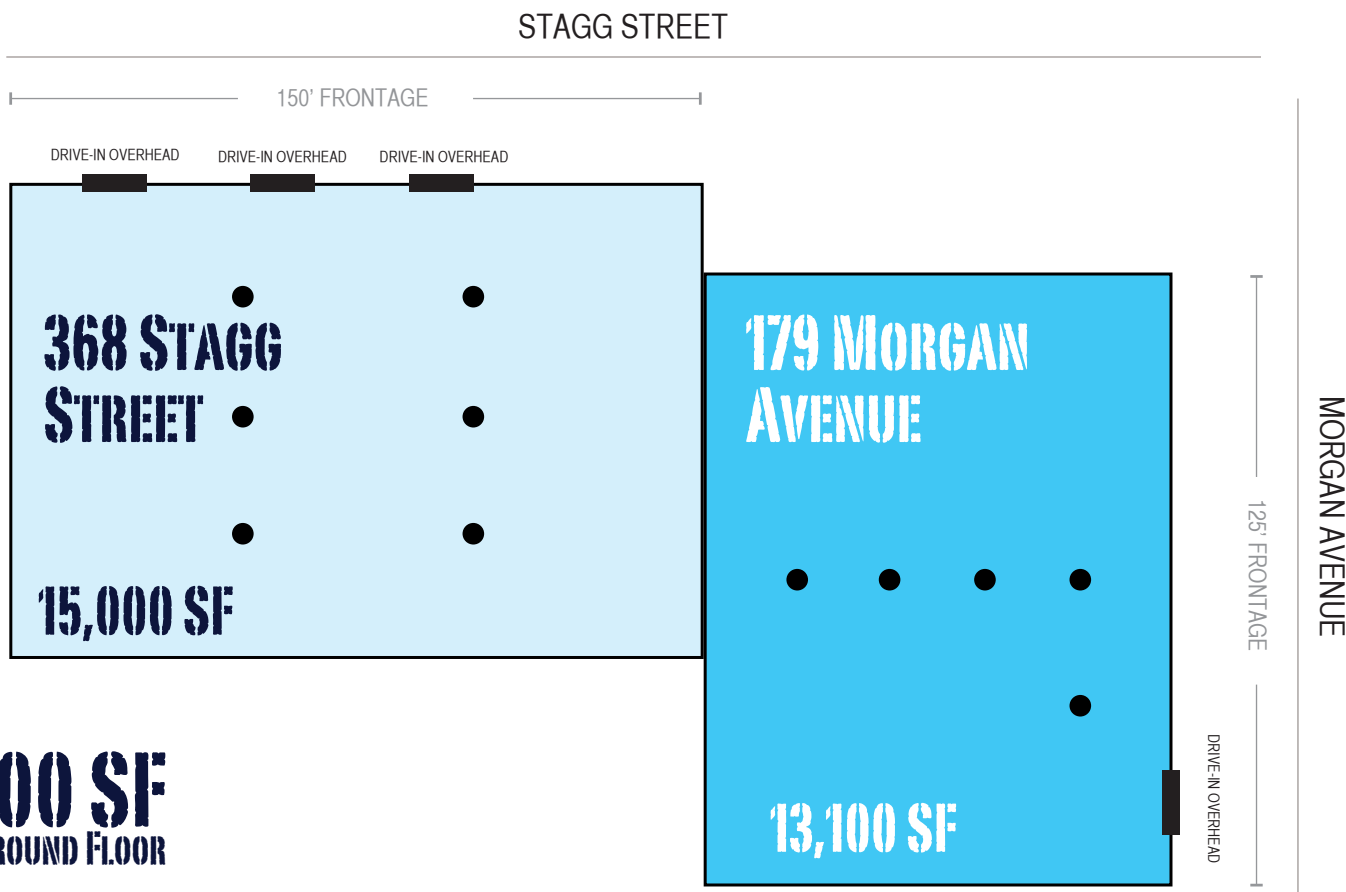 STAGG STREET
150' FRONTAGE
DRIVE-IN OVERHEAD DRIVE-IN OVERHEAD DRIVE-IN OVERHEAD
368 STAGG
STREET
15,000 SF
179 MORGAN
AVENUE
13,100 SF
125' FRONTAGE
MORGAN AVENUE
DRIVE-IN OVERHEAD
00 SF
ROUND FLOOR